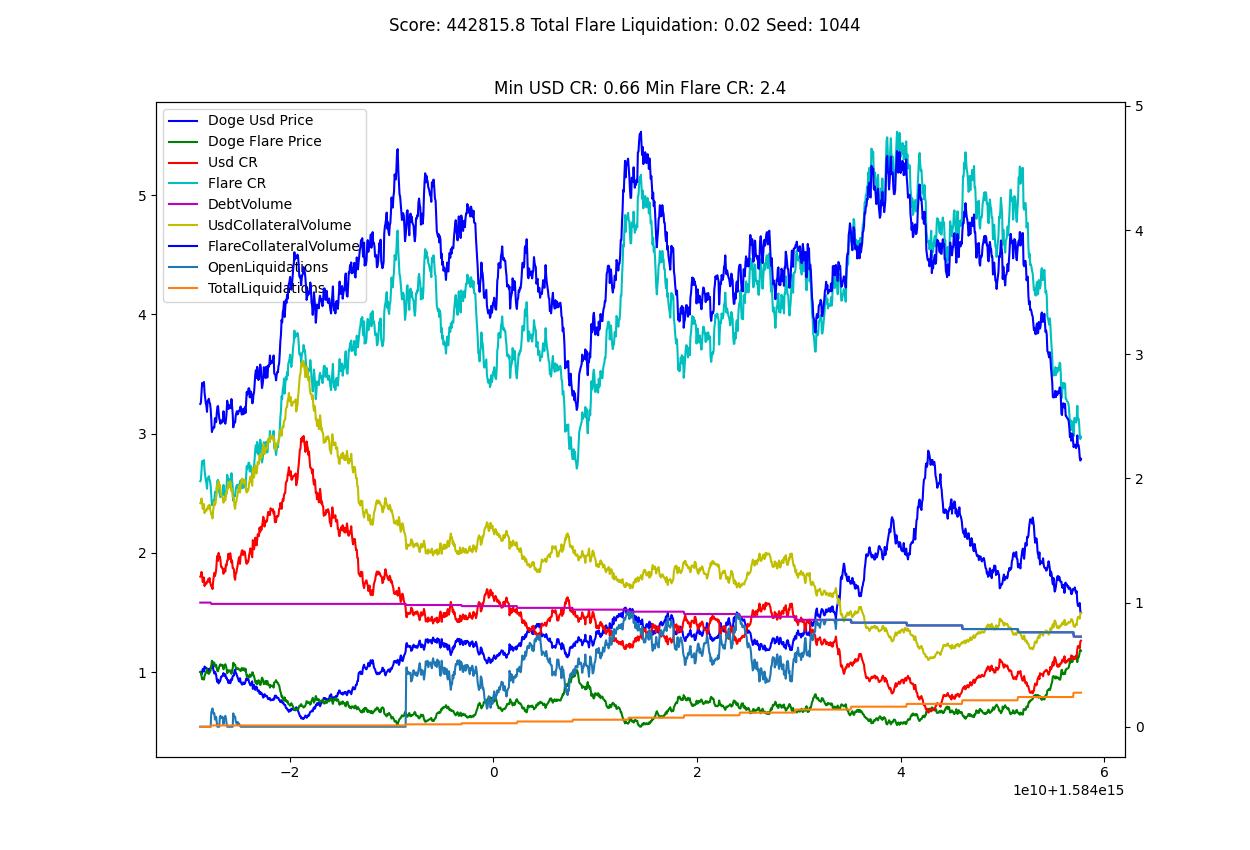 Score: 442815.8 Total Flare Liquidation: 0.02 Seed: 1044
Min USD CR: 0.66 Min Flare CR: 2.4
Doge Usd Price
Doge Flare Price
Usd CR
Flare CR
DebtVolume
UsdCollateralVolume
FlareCollateralVolume
OpenLiquidations
TotalLiquidations
5
4
3
2
1
5
4
3
2
1
0
−2
0
2
4
6
1e10+1.584e15